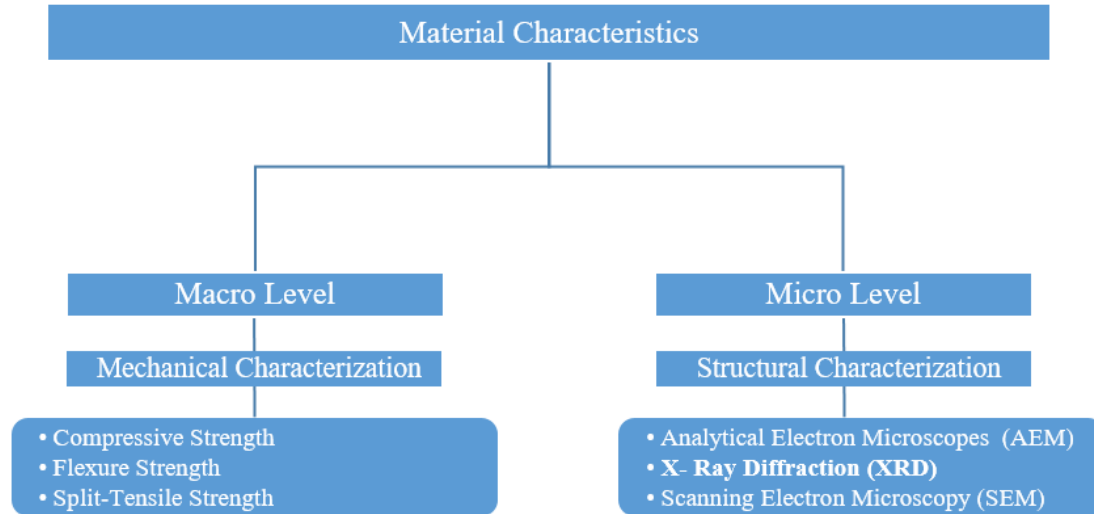 Material Characteristics
Macro Level
Mechanical Characterization
• Compressive Strength
• Flexure Strength
• Split-Tensile Strength
Micro Level
Structural Characterization
• Analytical Electron Microscopes (AEM)
• X- Ray Diffraction (XRD)
• Scanning Electron Microscopy (SEM)